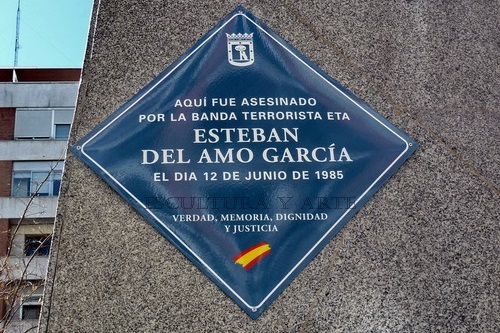 AQUÍ FUE ASESINADO
POR LA BANDA TERRORISTA ETA
ESTEBAN
DEL AMO GARCÍA
EL DIA 12 DE JUNIO DE 1985
ESCULTURA Y ARTE
VERDAD, MEMORIA, DIGNIDAD
Y JUSTICIA